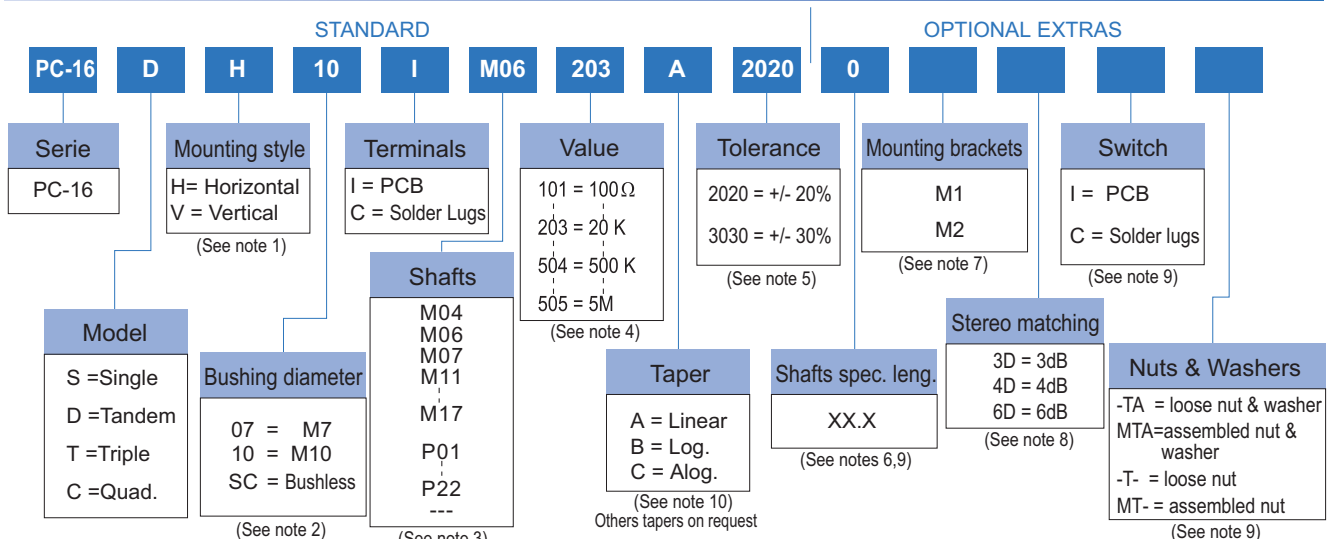 STANDARD
OPTIONAL EXTRAS
PC-16 D H 10 I M06 203 A 2020 0
Serie
PC-16
Mounting style
H= Horizontal
V = Vertical
(See note 1)
Terminals
I = PCB
C = Solder Lugs
Value
101 = 100Ω
203 = 20 K
504 = 500 K
505 = 5M
(See note 4)
Tolerance
2020 = +/- 20%
3030 = +/- 30%
(See note 5)
Mounting brackets
M1
M2
(See note 7)
Switch
I = PCB
C = Solder lugs
(See note 9)
Model
S =Single
D =Tandem
T =Triple
C =Quad.
Bushing diameter
07 = M7
10 = M10
SC = Bushless
(See note 2)
Shafts
M04
M06
M07
M11
M17
P01
P22
---
(See note 3)
Taper
A = Linear
B = Log.
C = Alog.
(See note 10)
Others tapers on request
Shafts spec. leng.
XX.X
(See notes 6,9)
Stereo matching
3D = 3dB
4D = 4dB
6D = 6dB
(See note 8)
Nuts & Washers
-TA = loose nut & washer
MTA=assembled nut &
washer
-T- = loose nut
MT- = assembled nut
(See note 9)